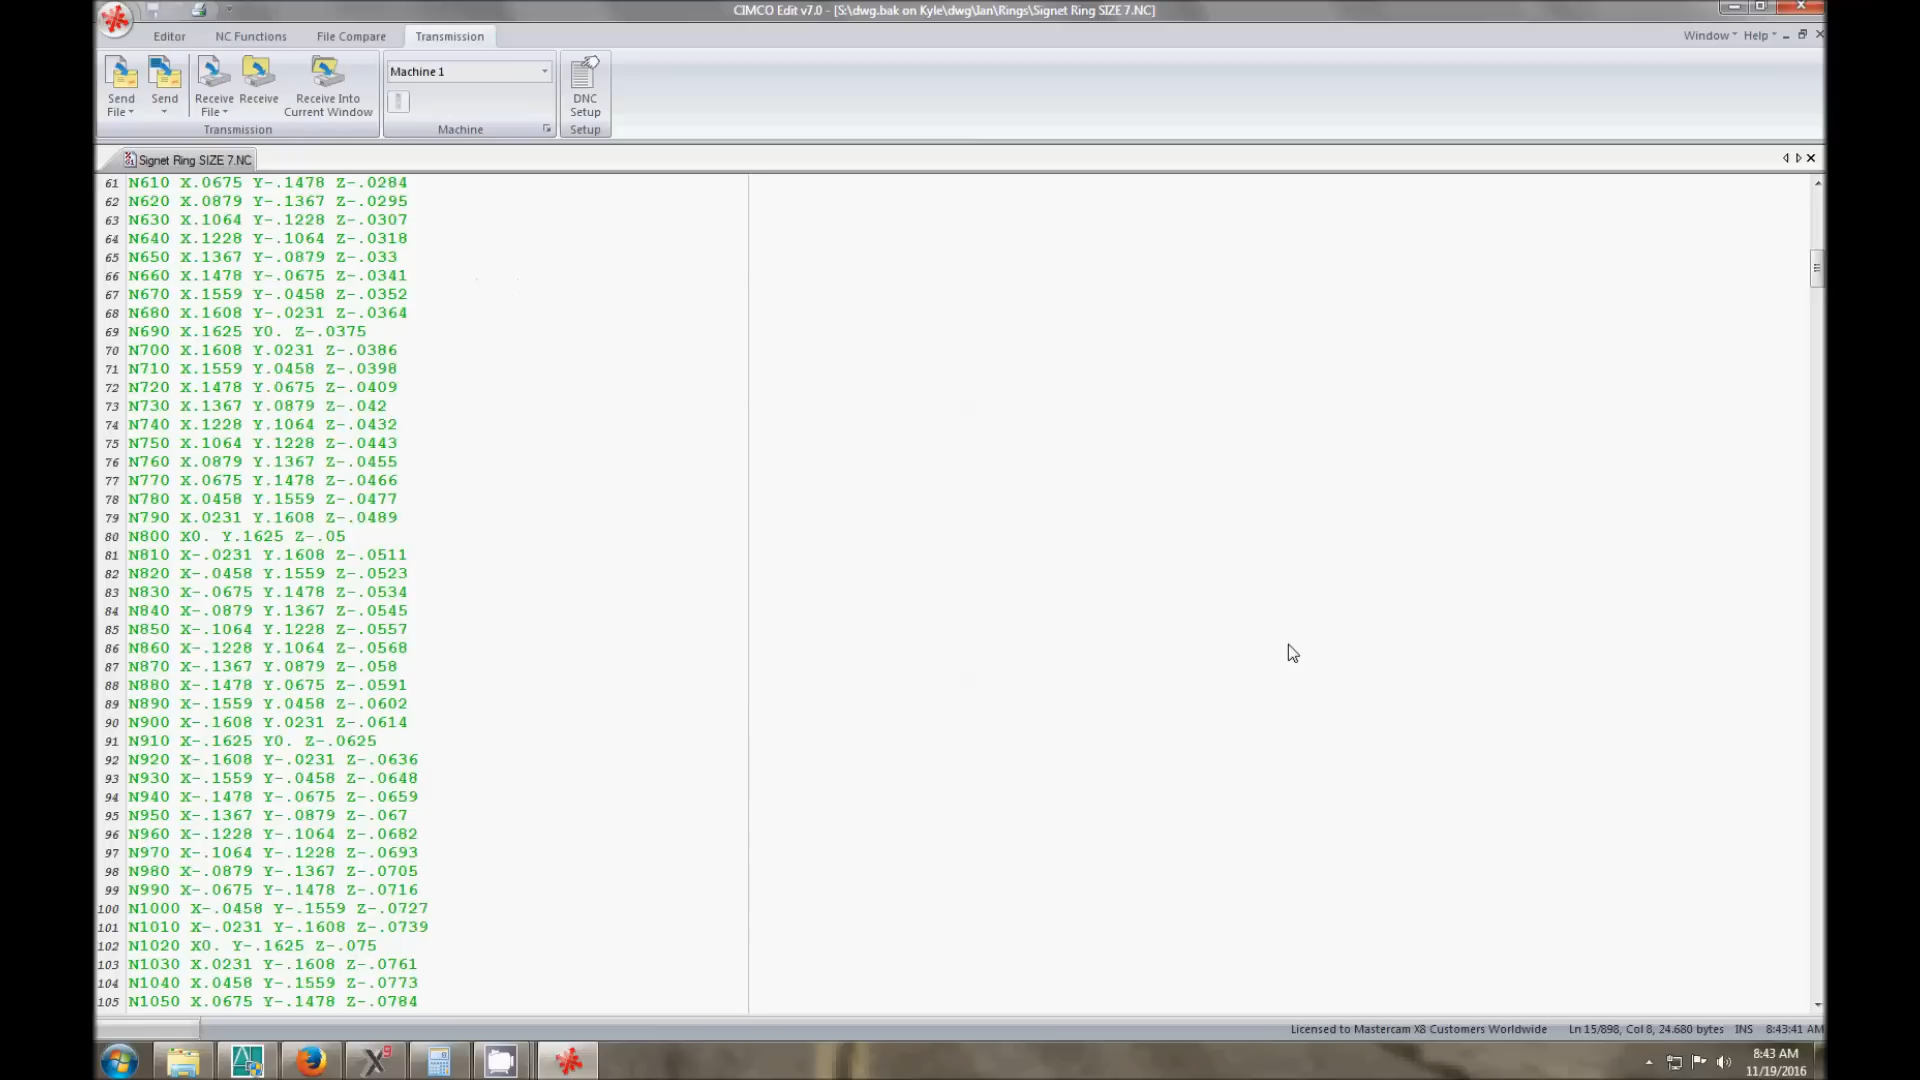 CIMCO Edit v7.0 - [S:\dwg.bak on Kyle\dwg\Ian\Rings\Signet Ring SIZE 7.NC]
Editor NC Functions File Compare Transmission Window Help
Send File Send Receive File Receive Receive Into Current Window
Machine 1
DNC Setup
Transmission Machine Setup
Signet Ring SIZE 7.NC
61 N610 X.0675 Y-.1478 Z-.0284
62 N620 X.0879 Y-.1367 Z-.0295
63 N630 X.1064 Y-.1228 Z-.0307
64 N640 X.1228 Y-.1064 Z-.0318
65 N650 X.1367 Y-.0879 Z-.033
66 N660 X.1478 Y-.0675 Z-.0341
67 N670 X.1559 Y-.0458 Z-.0352
68 N680 X.1608 Y-.0231 Z-.0364
69 N690 X.1625 Y0. Z-.0375
70 N700 X.1608 Y.0231 Z-.0386
71 N710 X.1559 Y.0458 Z-.0398
72 N720 X.1478 Y.0675 Z-.0409
73 N730 X.1367 Y.0879 Z-.042
74 N740 X.1228 Y.1064 Z-.0432
75 N750 X.1064 Y.1228 Z-.0443
76 N760 X.0879 Y.1367 Z-.0455
77 N770 X.0675 Y.1478 Z-.0466
78 N780 X.0458 Y.1559 Z-.0477
79 N790 X.0231 Y.1608 Z-.0489
80 N800 X0. Y.1625 Z-.05
81 N810 X-.0231 Y.1608 Z-.0511
82 N820 X-.0458 Y.1559 Z-.0523
83 N830 X-.0675 Y.1478 Z-.0534
84 N840 X-.0879 Y.1367 Z-.0545
85 N850 X-.1064 Y.1228 Z-.0557
86 N860 X-.1228 Y.1064 Z-.0568
87 N870 X-.1367 Y.0879 Z-.058
88 N880 X-.1478 Y.0675 Z-.0591
89 N890 X-.1559 Y.0458 Z-.0602
90 N900 X-.1608 Y.0231 Z-.0614
91 N910 X-.1625 Y0. Z-.0625
92 N920 X-.1608 Y-.0231 Z-.0636
93 N930 X-.1559 Y-.0458 Z-.0648
94 N940 X-.1478 Y-.0675 Z-.0659
95 N950 X-.1367 Y-.0879 Z-.067
96 N960 X-.1228 Y-.1064 Z-.0682
97 N970 X-.1064 Y-.1228 Z-.0693
98 N980 X-.0879 Y-.1367 Z-.0705
99 N990 X-.0675 Y-.1478 Z-.0716
100 N1000 X-.0458 Y-.1559 Z-.0727
101 N1010 X-.0231 Y-.1608 Z-.0739
102 N1020 X0. Y-.1625 Z-.075
103 N1030 X.0231 Y-.1608 Z-.0761
104 N1040 X.0458 Y-.1559 Z-.0773
105 N1050 X.0675 Y-.1478 Z-.0784
Licensed to Mastercam X8 Customers Worldwide Ln 15/898, Col 8, 24.680 bytes INS 8:43:41 AM
8:43 AM
11/19/2016